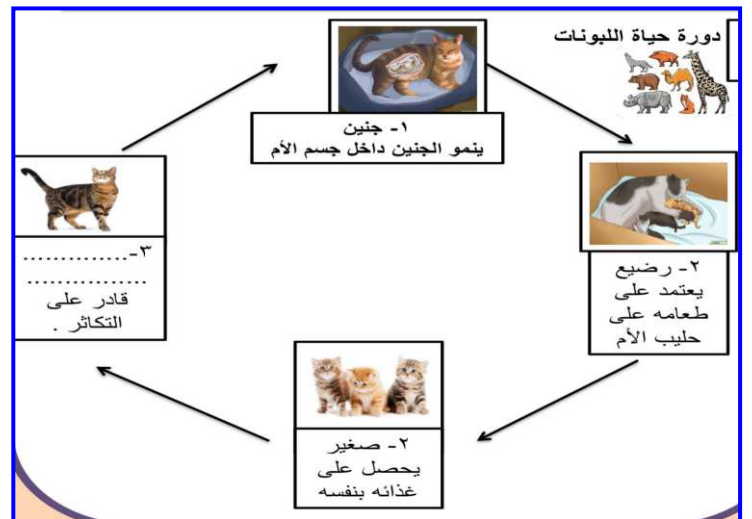 دورة حياة اللبونات
١- جنين
ينمو الجنين داخل جسم الأم
٢- رضيع
يعتمد على
طعامه على
حليب الأم
٢- صغير
يحصل على
غذائه بنفسه
٣-..............
................
قادر على
التكاثر .